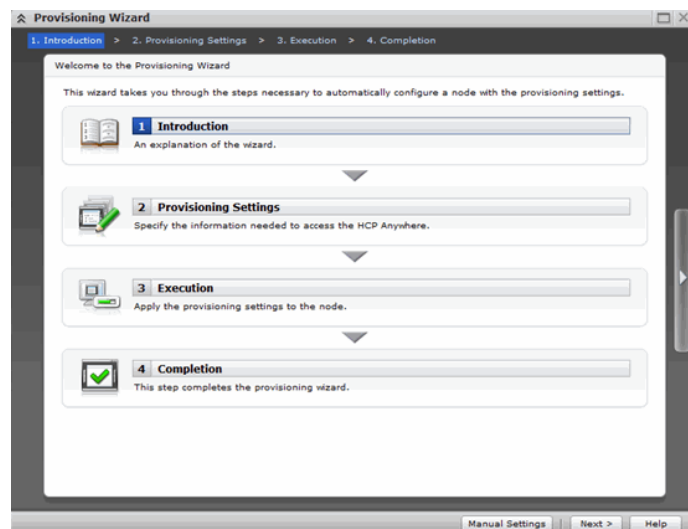 Provisioning Wizard
1. Introduction > 2. Provisioning Settings > 3. Execution > 4. Completion
Welcome to the Provisioning Wizard
This wizard takes you through the steps necessary to automatically configure a node with the provisioning settings.
1 Introduction
An explanation of the wizard.
2 Provisioning Settings
Specify the information needed to access the HCP Anywhere.
3 Execution
Apply the provisioning settings to the node.
4 Completion
This step completes the provisioning wizard.
Manual Settings | Next > Help